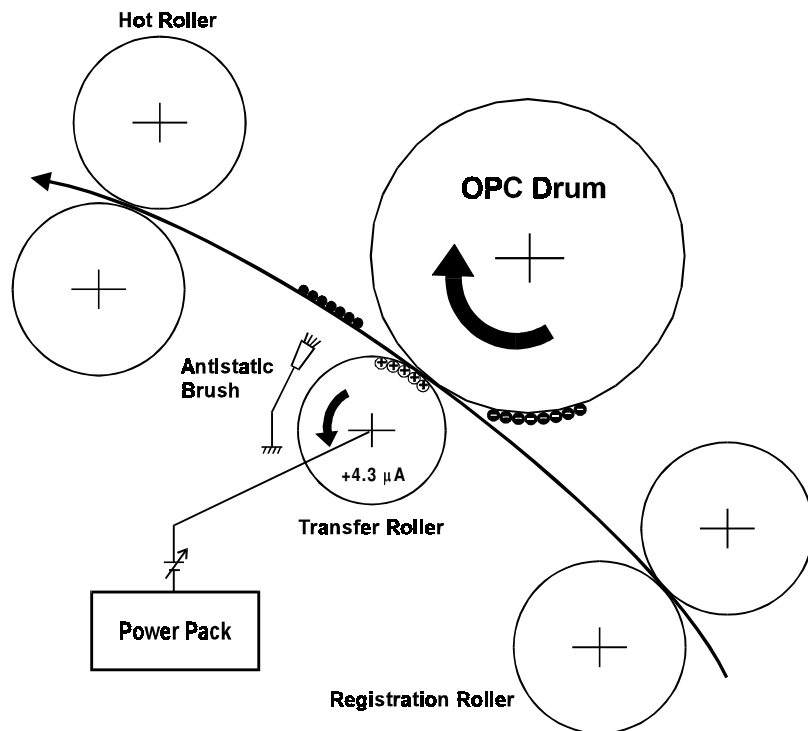 Hot Roller
OPC Drum
Antistatic
Brush
+4.3 µA
Transfer Roller
Power Pack
Registration Roller